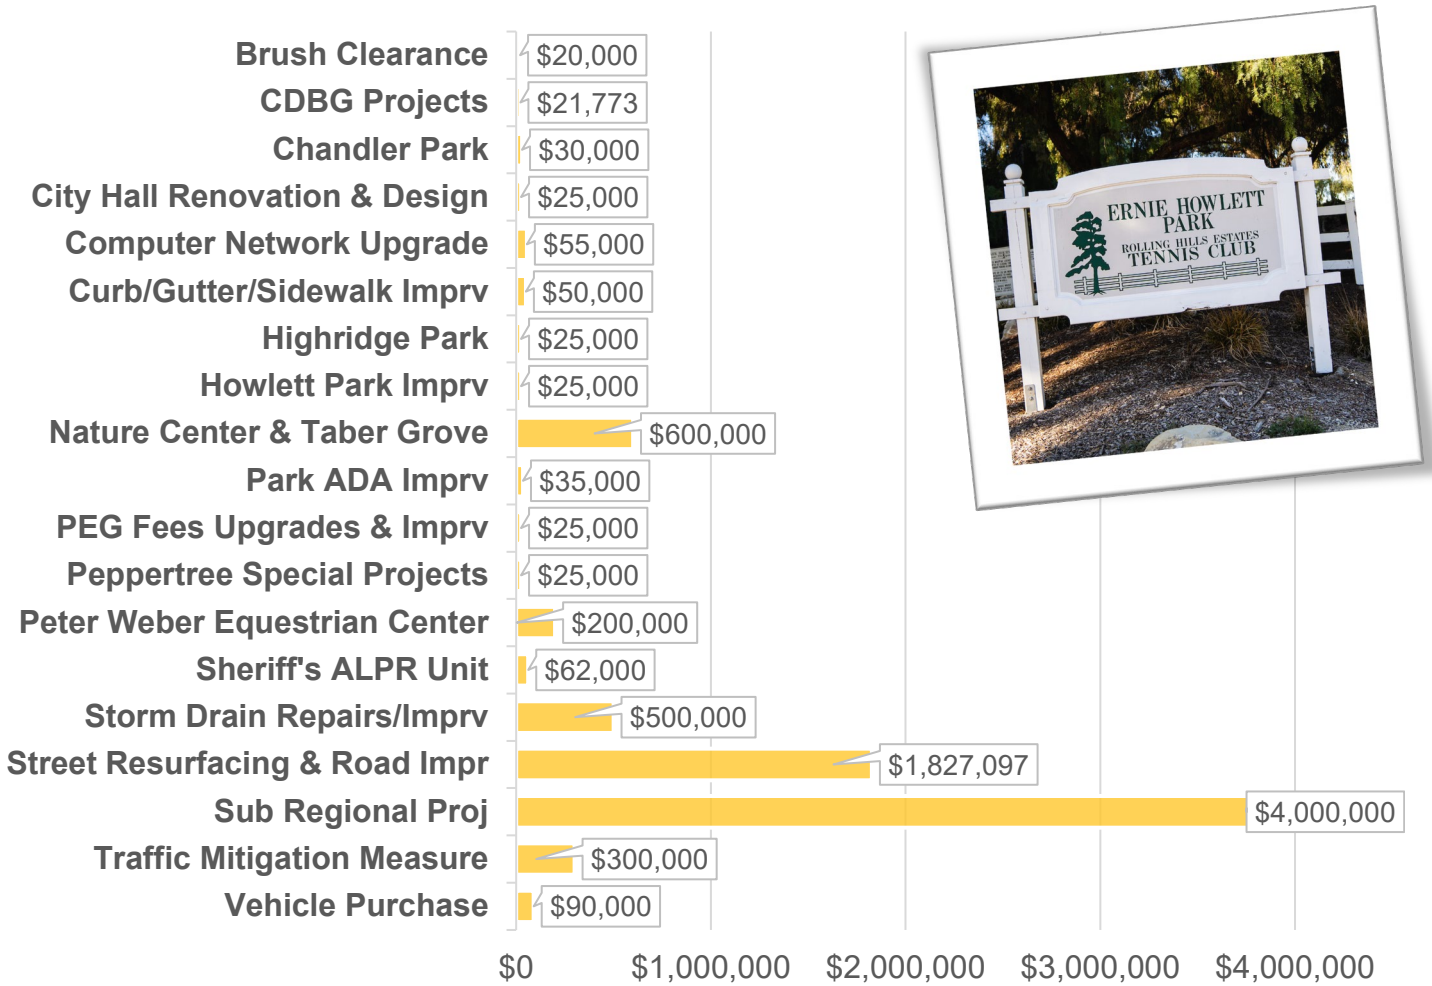 Brush Clearance $20,000
CDBG Projects $21,773
Chandler Park $30,000
City Hall Renovation & Design $25,000
Computer Network Upgrade $55,000
Curb/Gutter/Sidewalk Imprv $50,000
Highridge Park $25,000
Howlett Park Imprv $25,000
Nature Center & Taber Grove $600,000
Park ADA Imprv $35,000
PEG Fees Upgrades & Imprv $25,000
Peppertree Special Projects $25,000
Peter Weber Equestrian Center $200,000
Sheriff's ALPR Unit $62,000
Storm Drain Repairs/Imprv $500,000
Street Resurfacing & Road Impr $1,827,097
Sub Regional Proj $4,000,000
Traffic Mitigation Measure $300,000
Vehicle Purchase $90,000
$0 $1,000,000 $2,000,000 $3,000,000 $4,000,000
ERNIE HOWLETT
PARK
ROLLING HILLS ESTATES
TENNIS CLUB